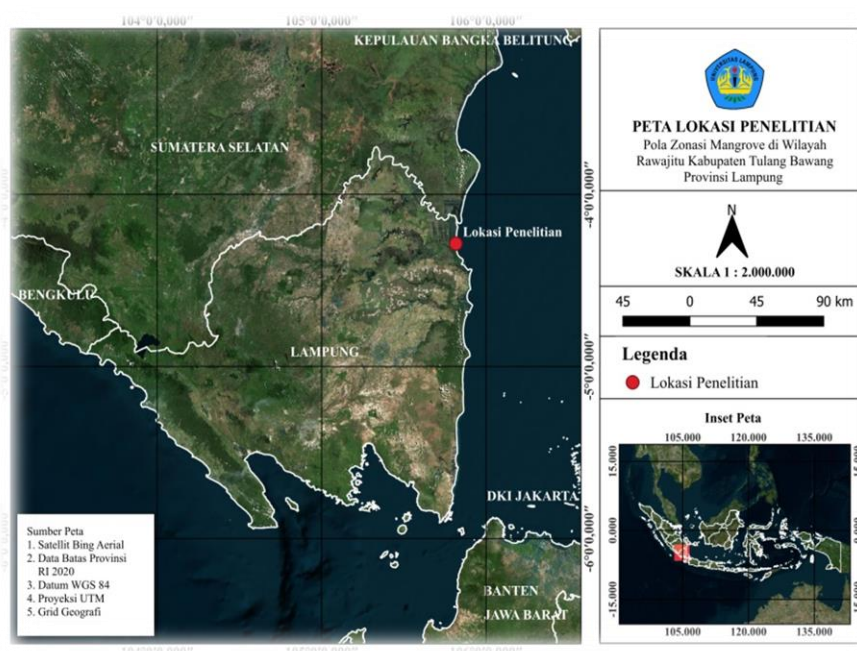 104°0'0,000"
105°0'0,000"
106°0'0,000"
KEPULAUAN BANGKA BELITUNG
SUMATERA SELATAN
-4°0'0,000"
Lokasi Penelitian
BENGKULU
LAMPUNG
-5°0'0,000"
DKI JAKARTA
-6°0'0,000"
BANTEN
JAWA BARAT
Sumber Peta
1. Satellit Bing Aerial
2. Data Batas Provinsi
RI 2020
3. Datum WGS 84
4. Proyeksi UTM
5. Grid Geografi
UNIVERSITAS LAMPUNG
PETA LOKASI PENELITIAN
Pola Zonasi Mangrove di Wilayah
Rawajitu Kabupaten Tulang Bawang
Provinsi Lampung
N
SKALA 1 : 2.000.000
45 0 45 90 km
Legenda
Lokasi Penelitian
Inset Peta
105.000 120.000 135.000
15.000
0.000
-15.000
105.000 120.000 135.000